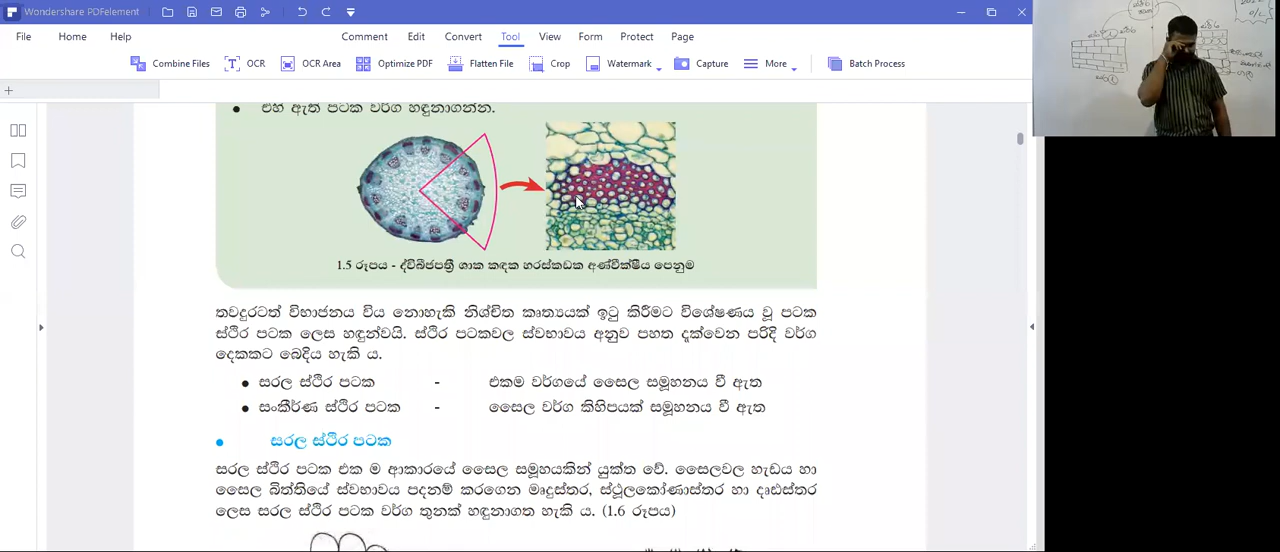 Wondershare PDFelement
File Home Help Comment Edit Convert Tool View Form Protect Page
Combine Files OCR OCR Area Optimize PDF Flatten File Crop Watermark Capture More Batch Process
එහි ඇති පටක වර්ග හඳුනාගන්න.
1.5 රූපය - ද්විබීජපත්‍රී ශාක කඳක හරස්කඩක අණ්වීක්ෂීය පෙනුම
තවදුරටත් විභාජනය විය නොහැකි නිශ්චිත කෘත්‍යයක් ඉටු කිරීමට විශේෂණය වූ පටක
ස්ථිර පටක ලෙස හඳුන්වයි. ස්ථිර පටකවල ස්වභාවය අනුව පහත දැක්වෙන පරිදි වර්ග
දෙකකට බෙදිය හැකි ය.
සරල ස්ථිර පටක - එකම වර්ගයේ සෛල සමූහනය වී ඇත
සංකීර්ණ ස්ථිර පටක - සෛල වර්ග කිහිපයක් සමූහනය වී ඇත
සරල ස්ථිර පටක
සරල ස්ථිර පටක එක ම ආකාරයේ සෛල සමූහයකින් යුක්ත වේ. සෛලවල හැඩය හා
සෛල බිත්තියේ ස්වභාවය පදනම් කරගෙන මෘදුස්තර, ස්ථූලකෝණාස්තර හා දෘඪස්තර
ලෙස සරල ස්ථිර පටක වර්ග තුනක් හඳුනාගත හැකි ය. (1.6 රූපය)